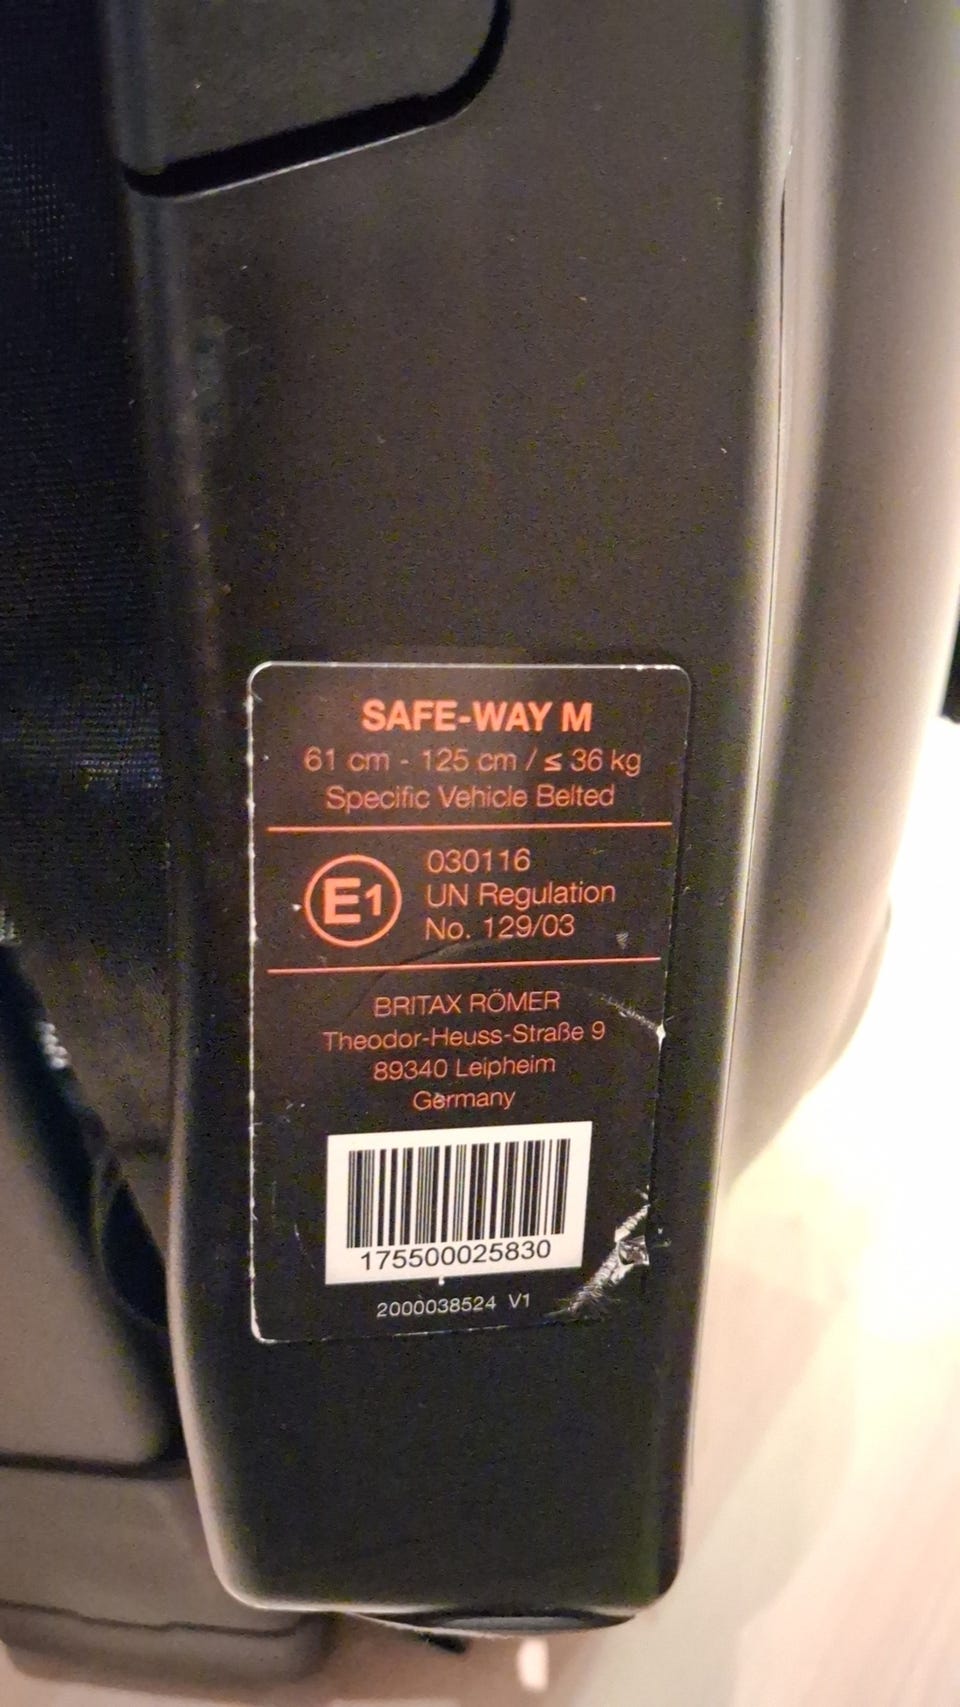 SAFE-WAY M
61 cm - 125 cm / ≤ 36 kg
Specific Vehicle Belted
E1
030116
UN Regulation
No. 129/03
BRITAX RÖMER
Theodor-Heuss-Straße 9
89340 Leipheim
Germany
175500025830
2000038524 V1